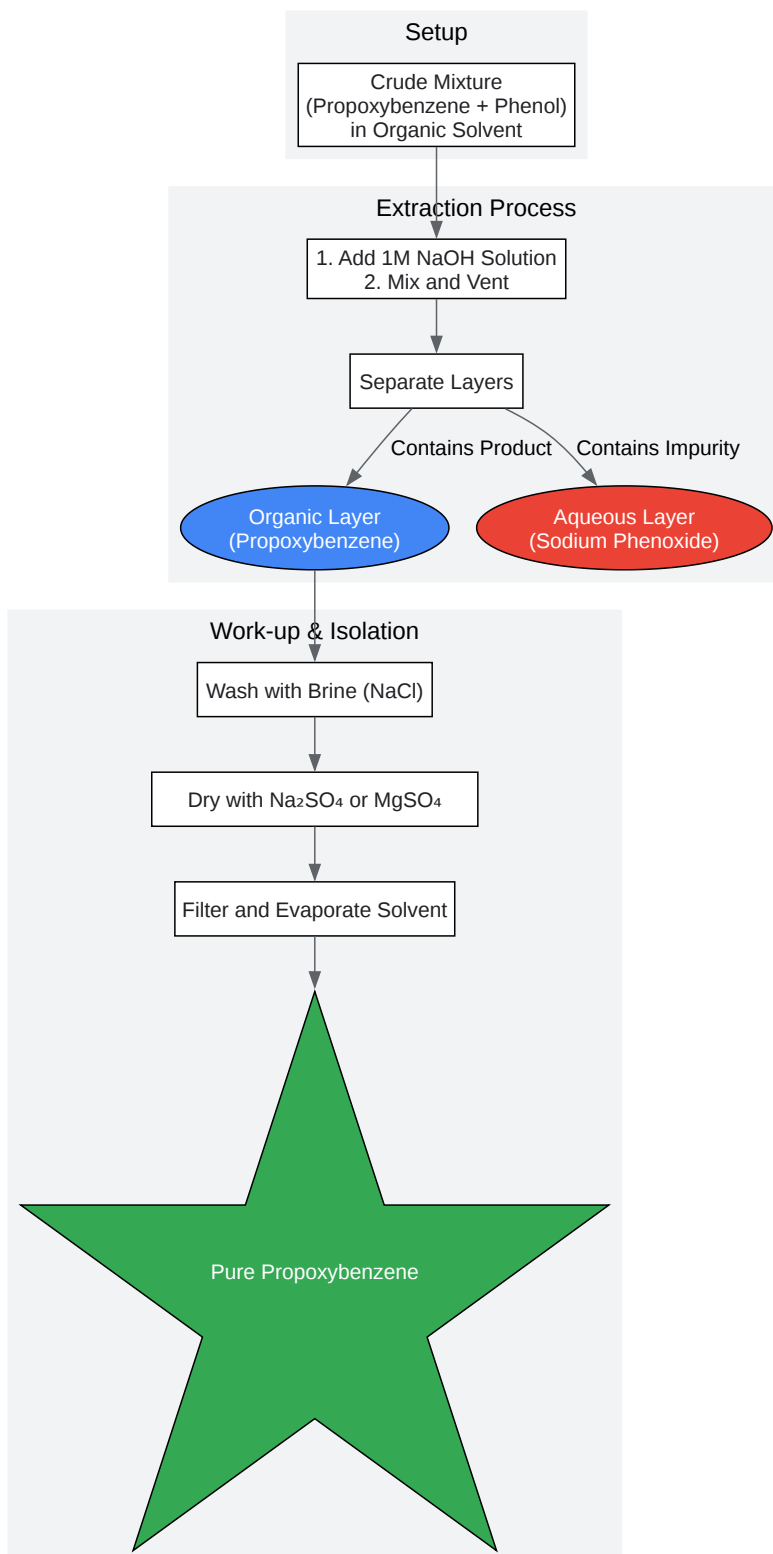 Setup
Crude Mixture
(Propoxybenzene + Phenol)
in Organic Solvent
Extraction Process
1. Add 1M NaOH Solution
2. Mix and Vent
Separate Layers
Contains Product
Contains Impurity
Organic Layer
(Propoxybenzene)
Aqueous Layer
(Sodium Phenoxide)
Work-up & Isolation
Wash with Brine (NaCl)
Dry with Na₂SO₄ or MgSO₄
Filter and Evaporate Solvent
Pure Propoxybenzene